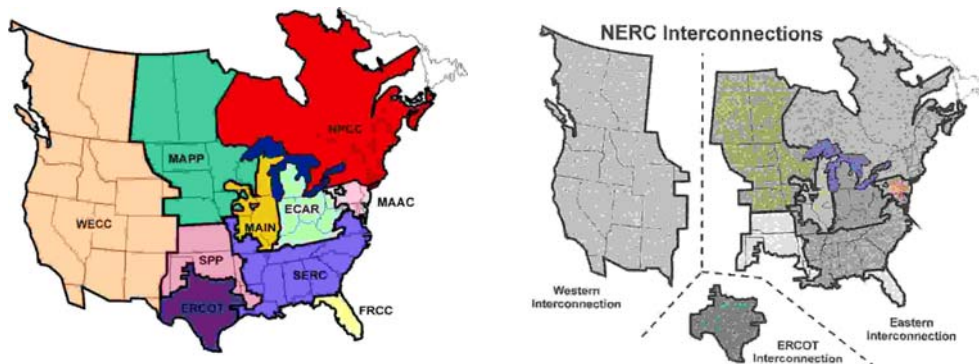 NPCC
MAPP
MAAC
ECAR
WECC
MAIN
SPP
SERC
ERCOT
FRCC
NERC Interconnections
Western
Interconnection
Eastern
Interconnection
ERCOT
Interconnection